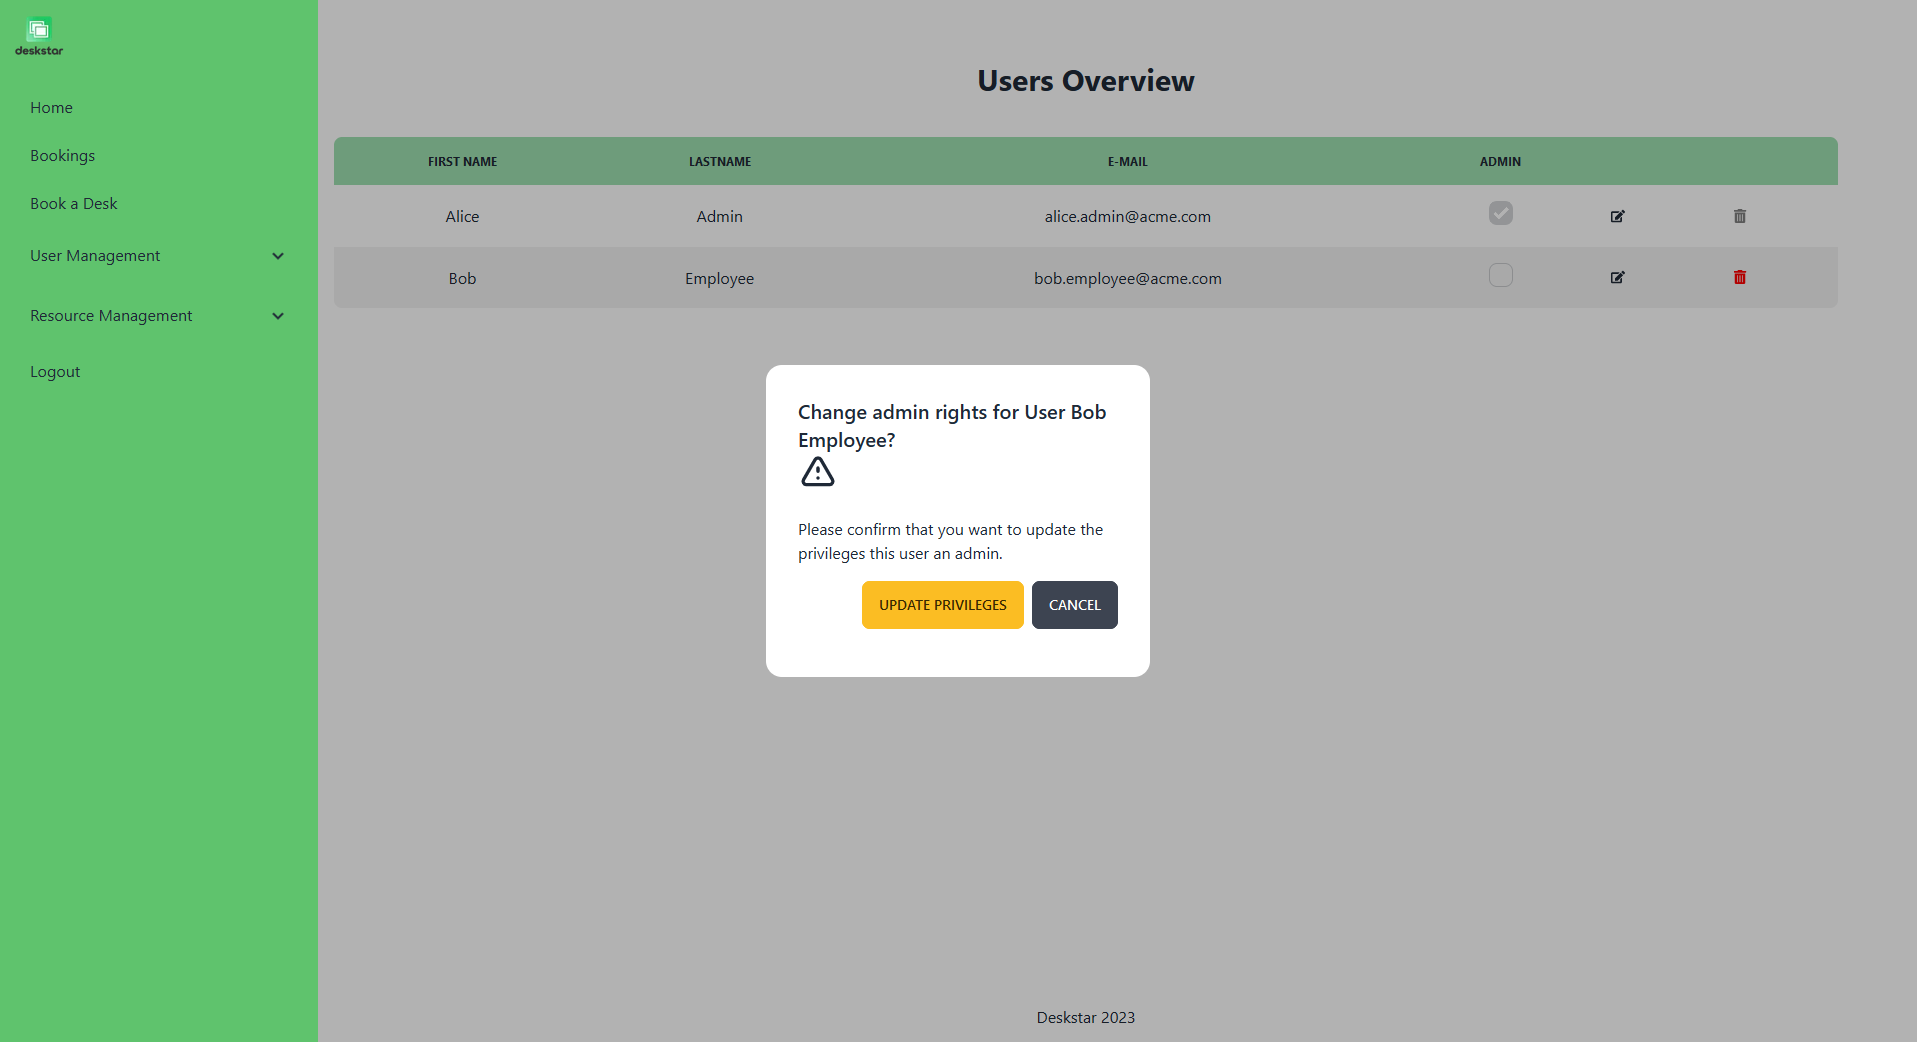 deskstar
Home
Bookings
Book a Desk
User Management
Resource Management
Logout
Users Overview
FIRST NAME LASTNAME E-MAIL ADMIN
Alice Admin alice.admin@acme.com
Bob Employee bob.employee@acme.com
Change admin rights for User Bob
Employee?
Please confirm that you want to update the
privileges this user an admin.
UPDATE PRIVILEGES CANCEL
Deskstar 2023